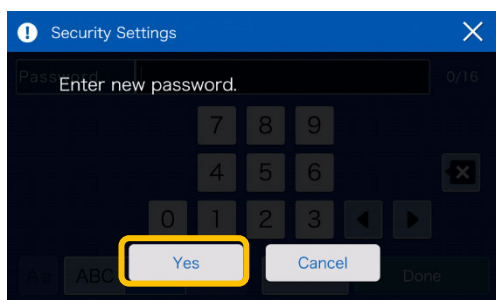 Security Settings
Password 0/16
Enter new password.
7 8 9
4 5 6
0 1 2 3
Aa ABC Done
Yes Cancel